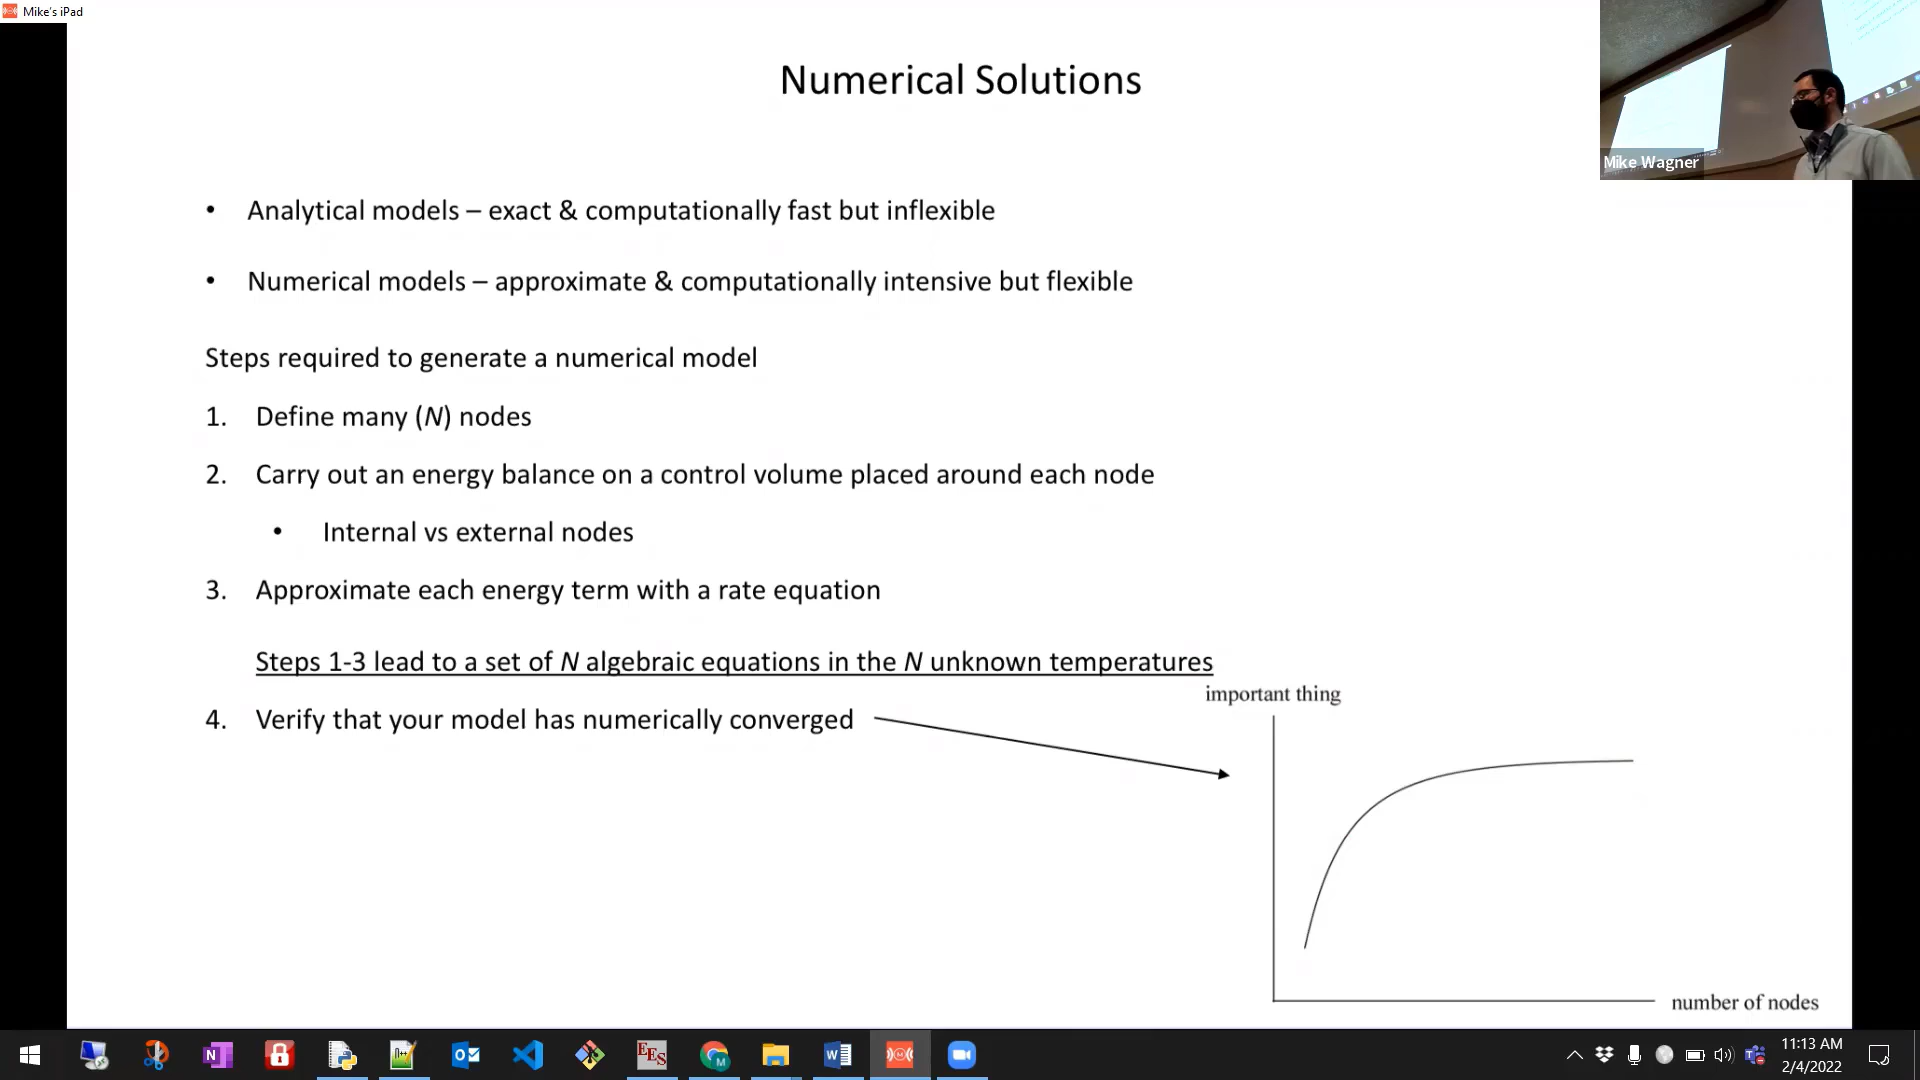 Mike's iPad
Numerical Solutions
Mike Wagner
• Analytical models – exact & computationally fast but inflexible
• Numerical models – approximate & computationally intensive but flexible
Steps required to generate a numerical model
1. Define many (N) nodes
2. Carry out an energy balance on a control volume placed around each node
• Internal vs external nodes
3. Approximate each energy term with a rate equation
Steps 1-3 lead to a set of N algebraic equations in the N unknown temperatures
important thing
4. Verify that your model has numerically converged
number of nodes
EES
M
11:13 AM
2/4/2022